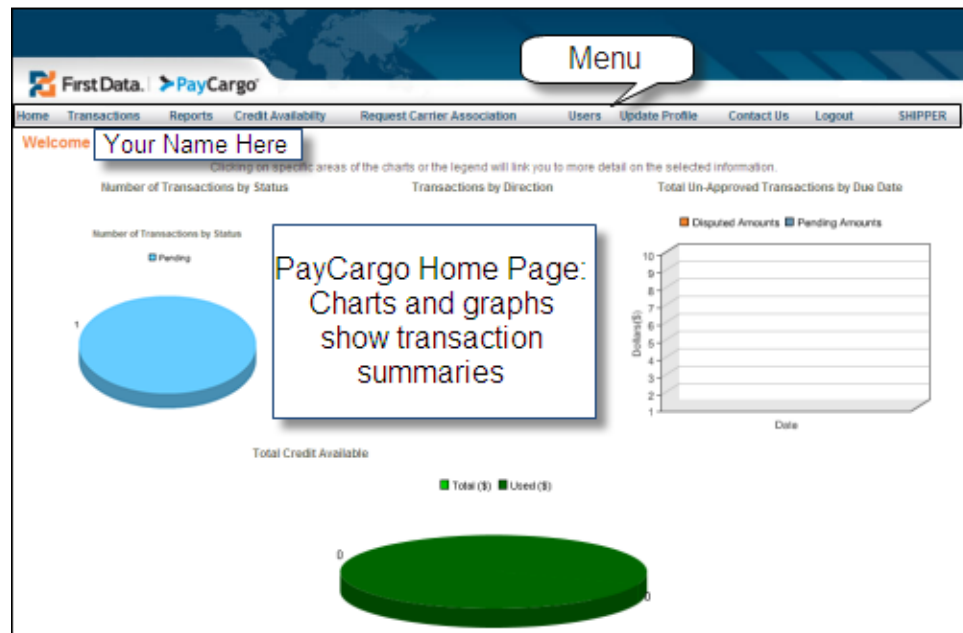 Menu
FirstData. PayCargo
Home Transactions Reports Credit Availability Request Carrier Association Users Update Profile Contact Us Logout SHIPPER
Welcome Your Name Here
Clicking on specific areas of the charts or the legend will link you to more detail on the selected information.
Number of Transactions by Status Transactions by Direction Total Un-Approved Transactions by Due Date
Disputed Amounts Pending Amounts
Number of Transactions by Status
Pending
1
PayCargo Home Page:
Charts and graphs
show transaction
summaries
10
9
8
7
6
5
4
3
2
1
Dollars($)
Date
Total Credit Available
Total ($) Used ($)
0
0